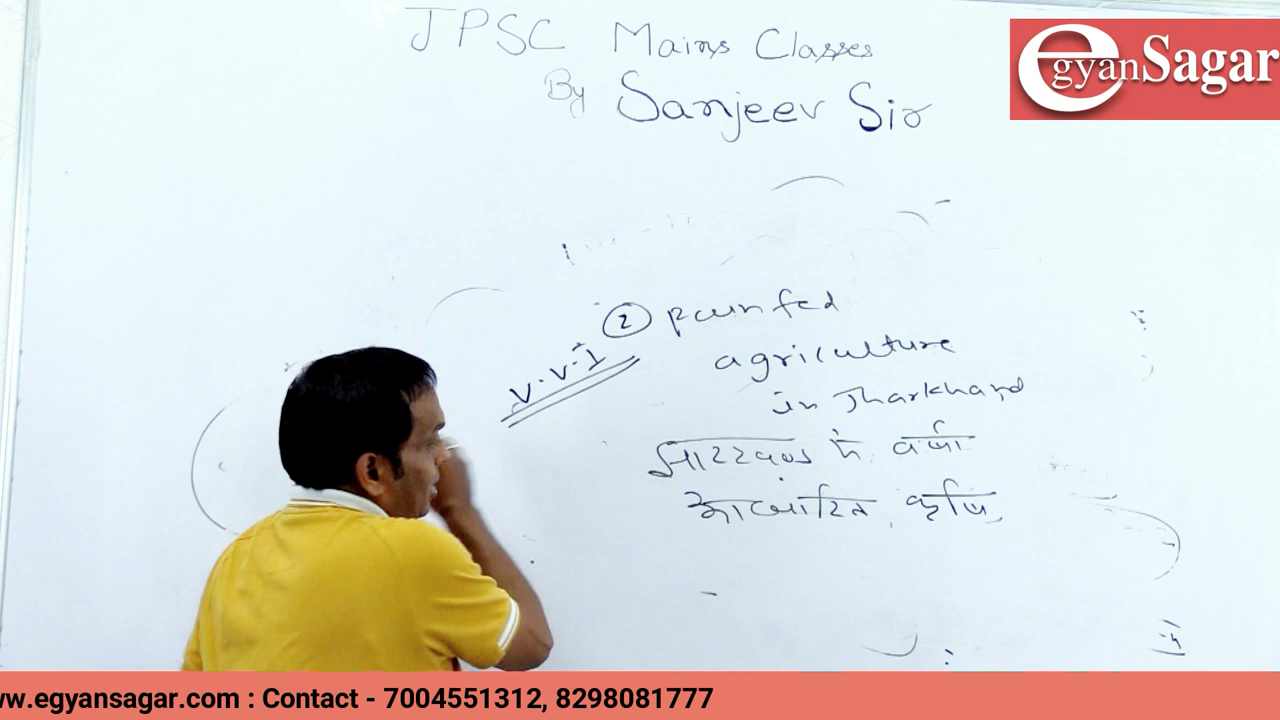 JPSC Mains Classes
By Sanjeev Sir
egyanSagar
② Rainfed
agriculture
in Jharkhand
V.V.I
झारखण्ड में वर्षा
आधारित कृषि
ww.egyansagar.com : Contact - 7004551312, 8298081777